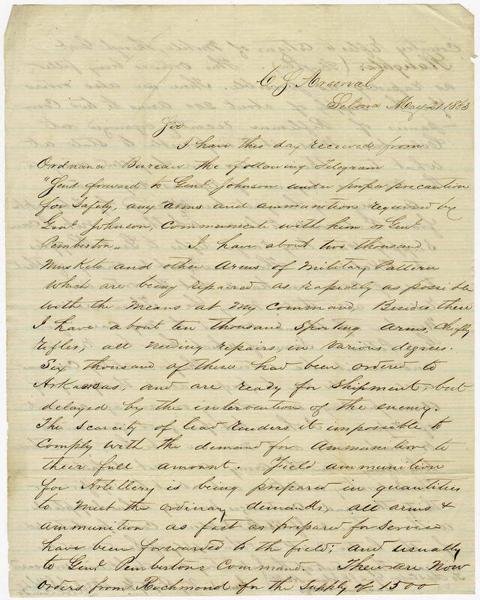 C. S. Arsenal
Selma May 21 1863
Sir
I have this day received from
Ordnance Bureau the following Telegram
"Send forward to Genl Johnson under proper precaution
for Safety, any arms and ammunition required by
Genl Johnson, Communicate with him or Genl
Pemberton" I have about two thousand
Muskets and other Arms of Military Pattern
which are being repaired as rapidly as possible
with the means at my Command Besides these
I have about ten thousand Sporting arms, Chiefly
Rifles, all needing repairs in various degrees.
Six thousand of these had been ordered to
Arkansas, and are ready for Shipment, but
delayed by the intervention of the enemy.
The Scarcity of lead renders it impossible to
Comply with the demand for Ammunition to
their full amount. Field ammunition
for Artillery is being prepared in quantities
to meet the ordinary demands, all arms &
ammunition as fast as prepared for Service
have been forwarded to the field; and usually
to Genl Pembertons Command. There are Now
orders from Richmond for the Supply of 1500